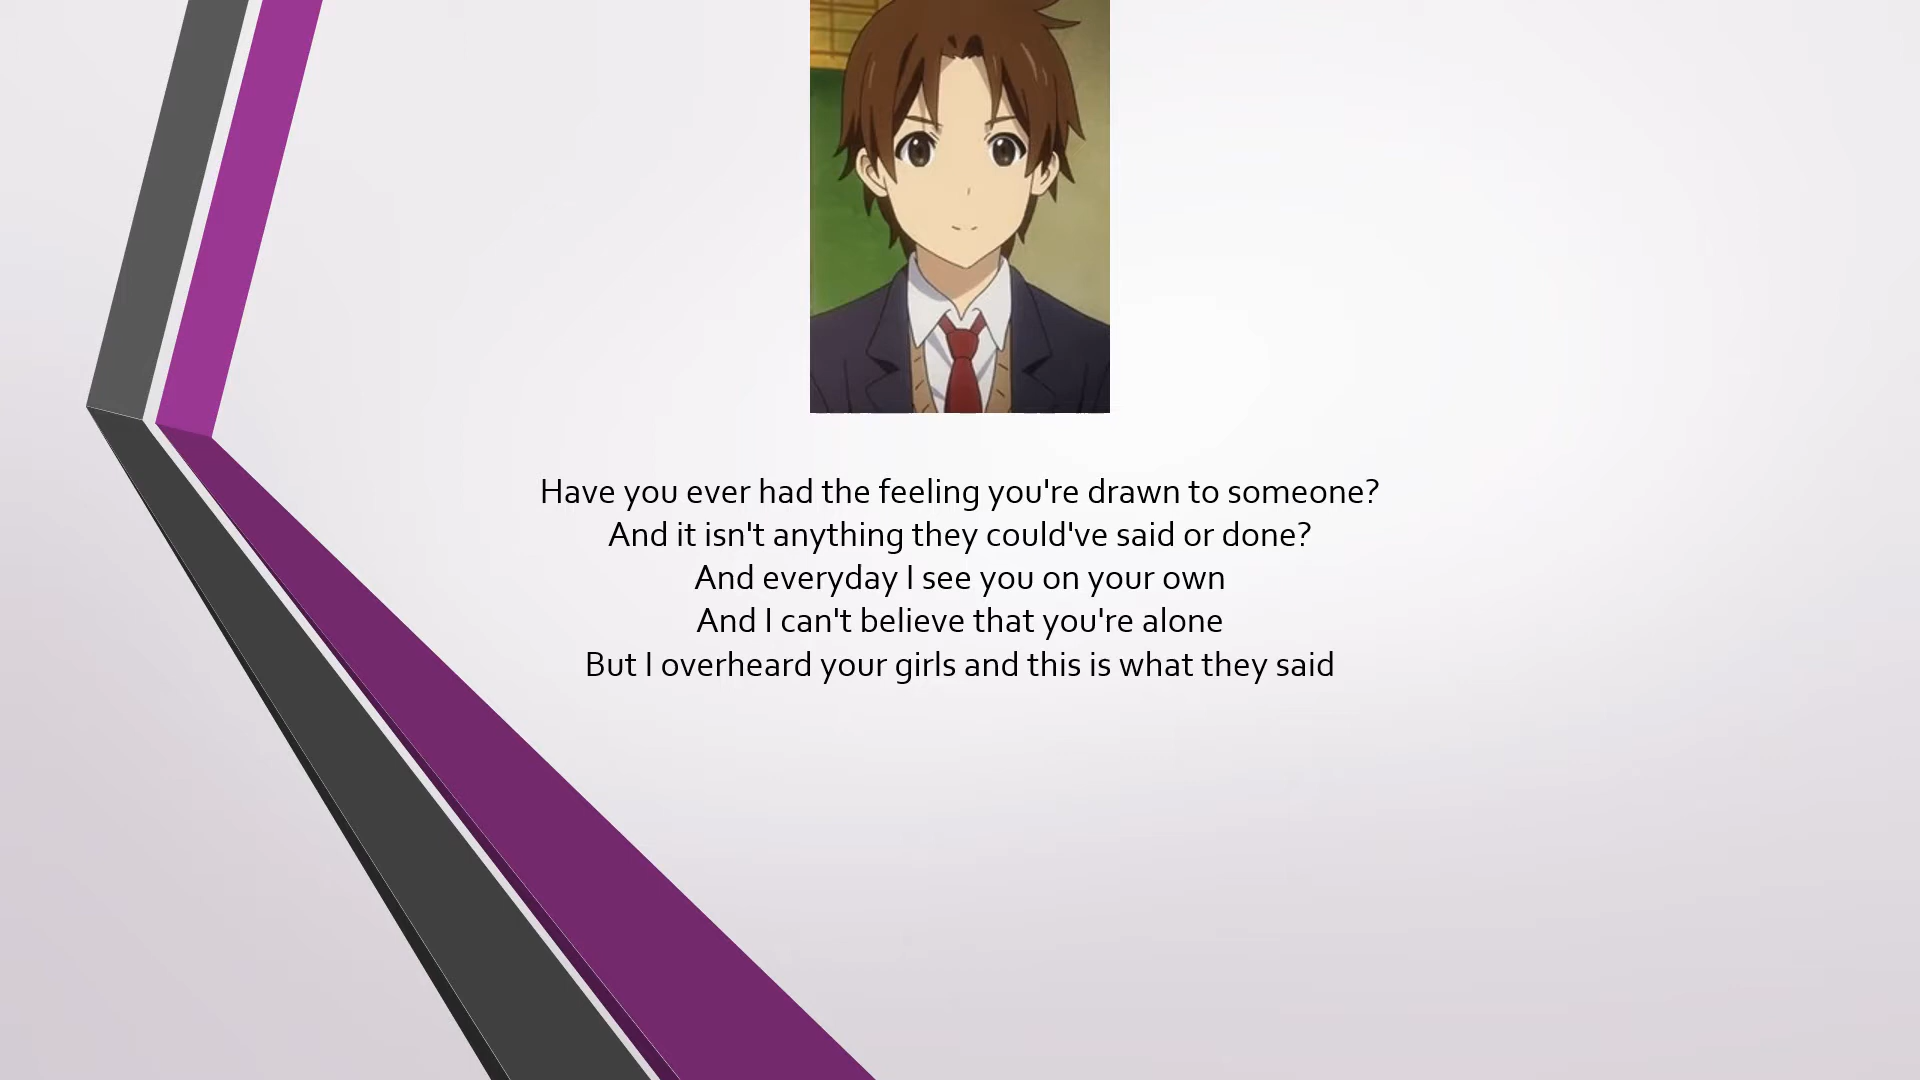 Have you ever had the feeling you're drawn to someone?
And it isn't anything they could've said or done?
And everyday I see you on your own
And I can't believe that you're alone
But I overheard your girls and this is what they said